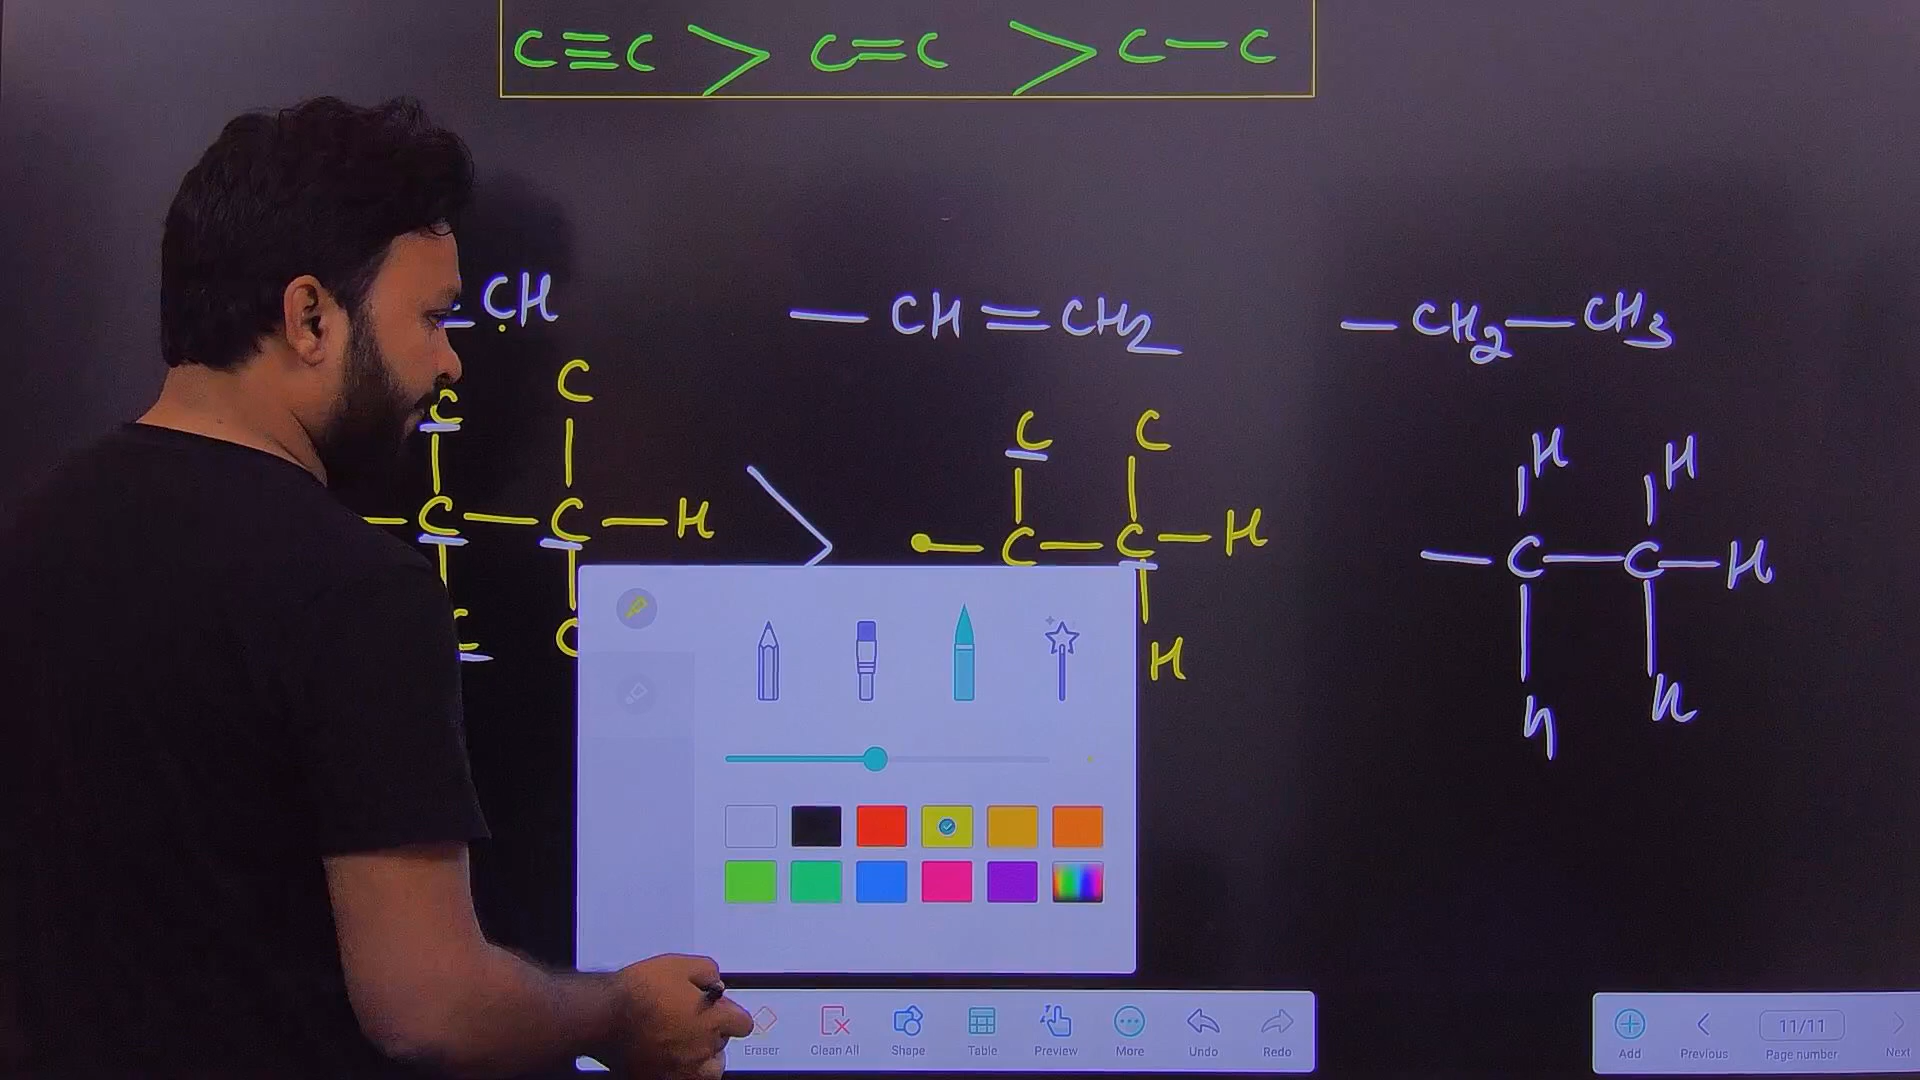 C≡C > C=C > C-C
CH
— CH=CH2
— CH2—CH3
C C
C C
H H
C — C — H
>
C — C — H
— C — C — H
C C
H
H H
Eraser Clean All Shape Table Preview More Undo Redo
Add Previous 11/11 Page number Next